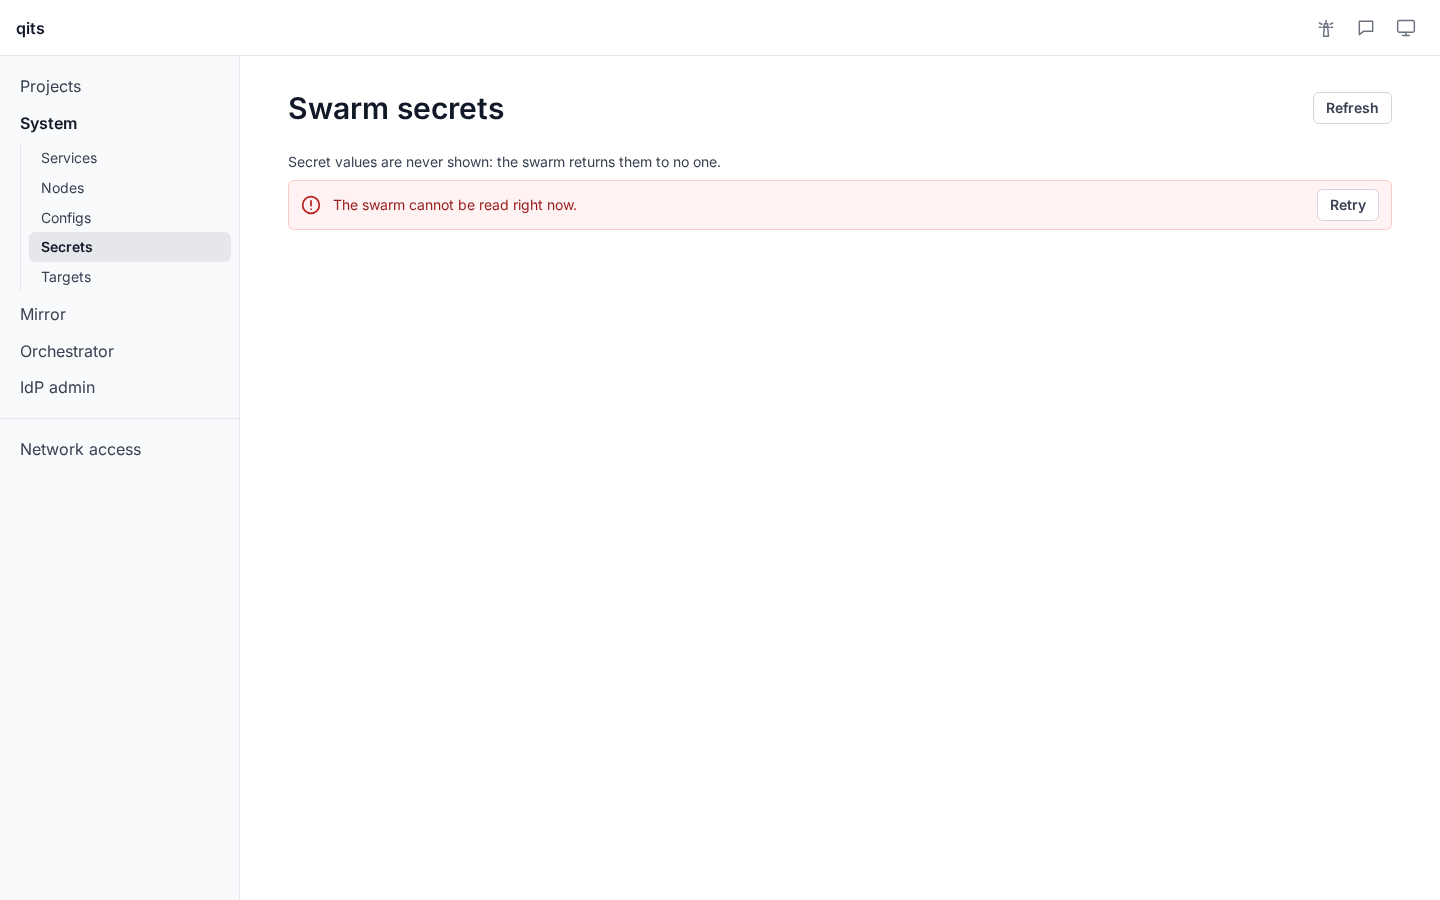 qits
Projects
System
Services
Nodes
Configs
Secrets
Targets
Mirror
Orchestrator
IdP admin
Network access
Swarm secrets
Refresh
Secret values are never shown: the swarm returns them to no one.
The swarm cannot be read right now.
Retry